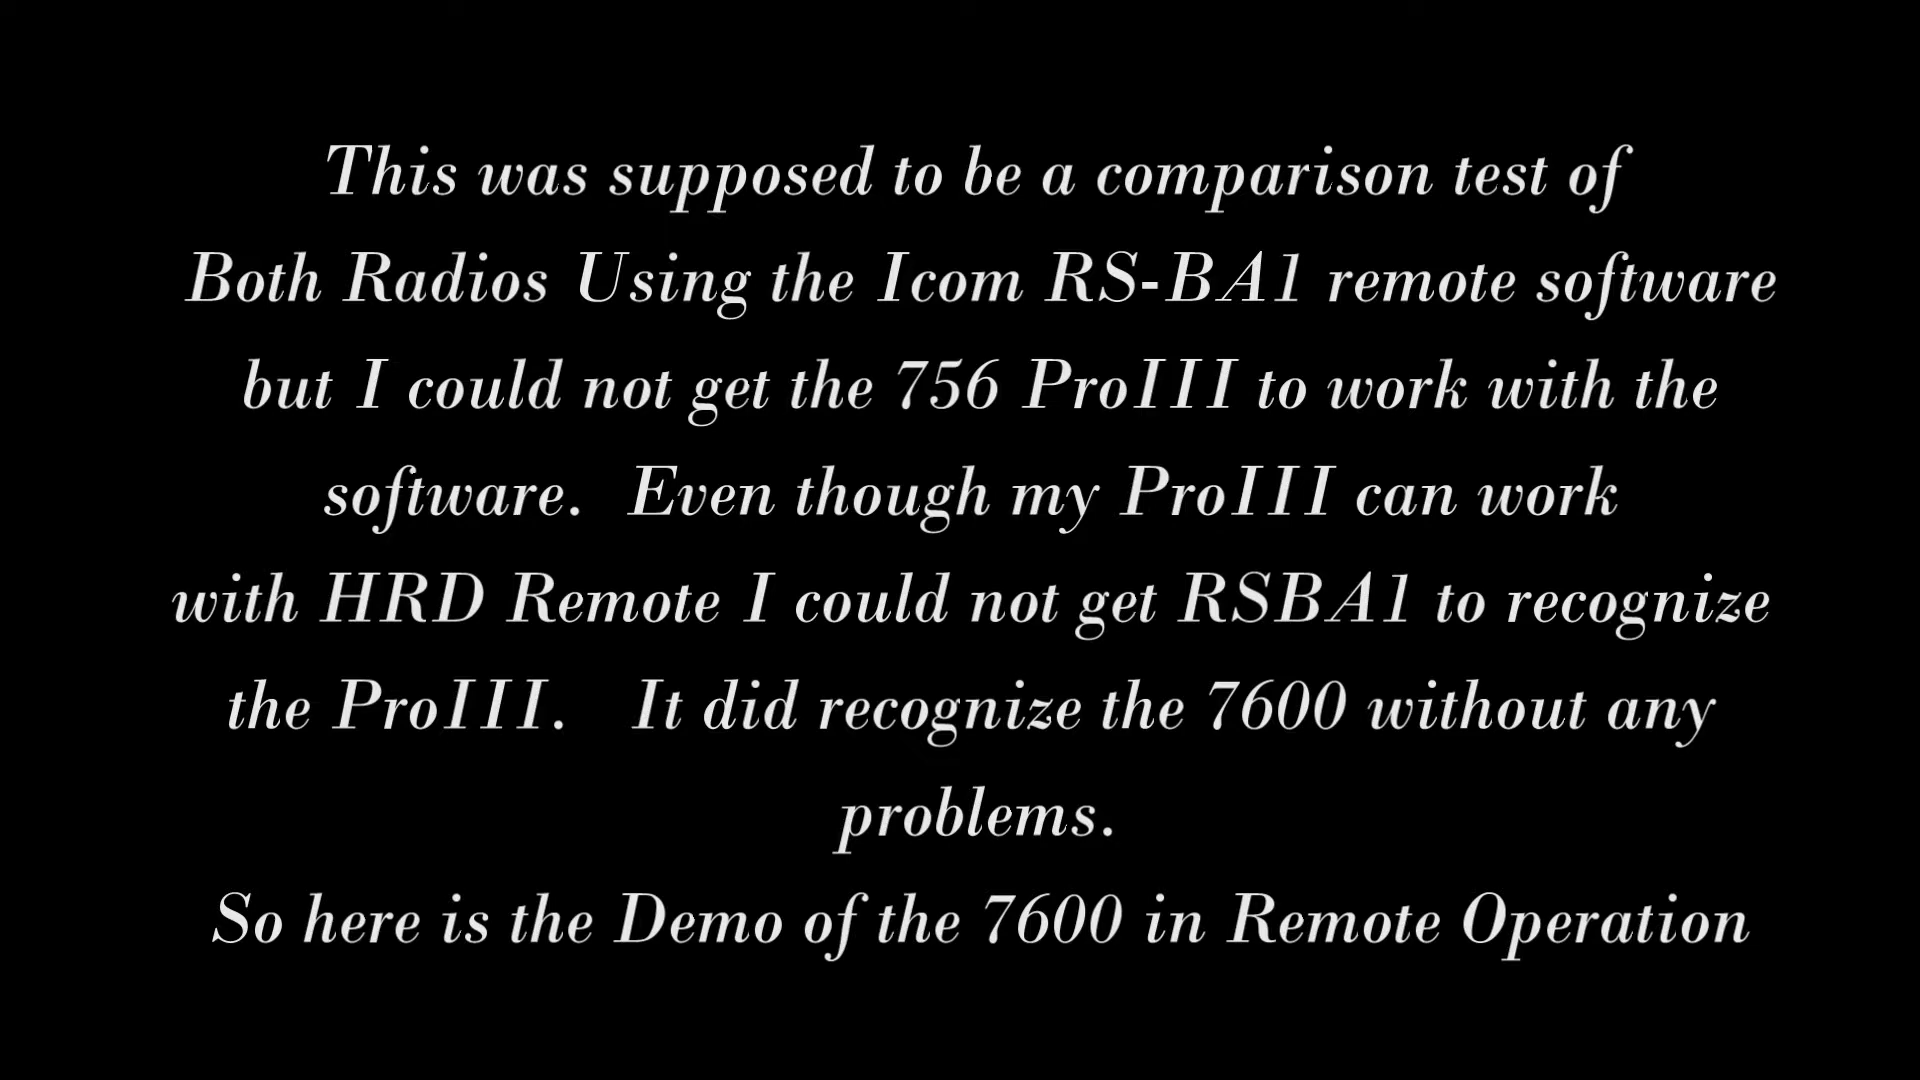 This was supposed to be a comparison test of
Both Radios Using the Icom RS-BA1 remote software
but I could not get the 756 ProIII to work with the
software.  Even though my ProIII can work
with HRD Remote I could not get RSBA1 to recognize
the ProIII.   It did recognize the 7600 without any
problems.
So here is the Demo of the 7600 in Remote Operation